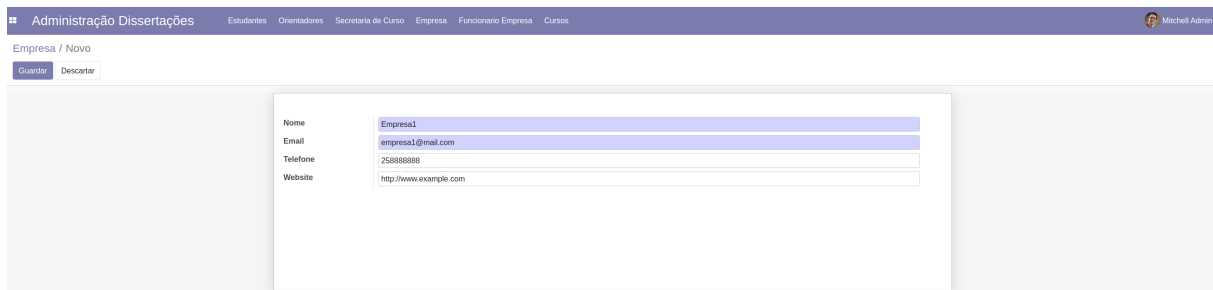 Administração Dissertações Estudantes Orientadores Secretaria de Curso Empresa Funcionario Empresa Cursos Mitchell Admin
Empresa / Novo
Guardar Descartar
Nome Empresa1
Email empresa1@mail.com
Telefone 258888888
Website http://www.example.com